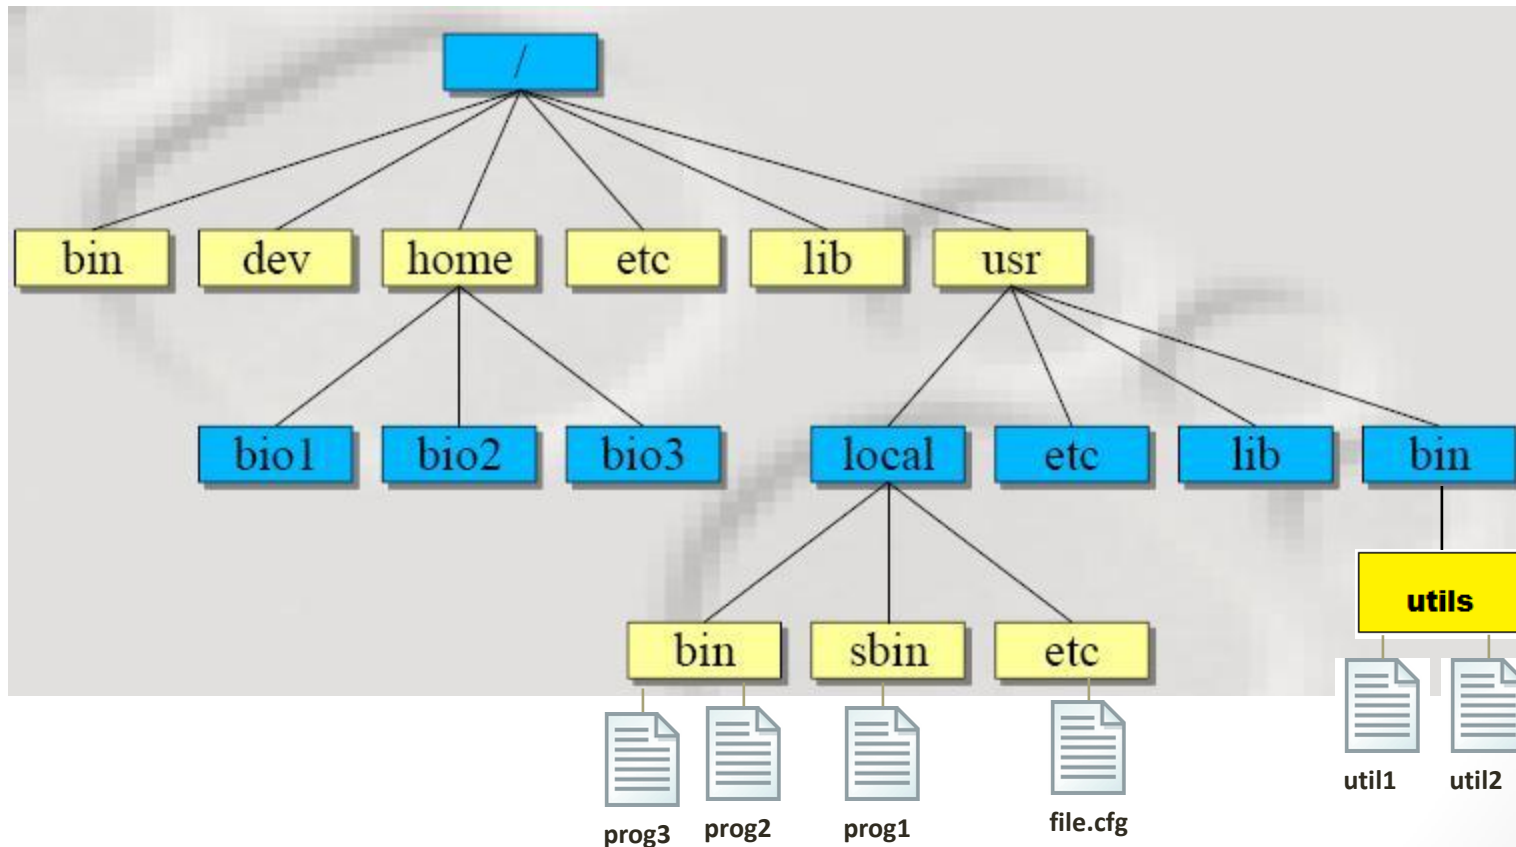 /
bin dev home etc lib usr
bio1 bio2 bio3 local etc lib bin
utils
bin sbin etc
util1 util2
prog3 prog2 prog1 file.cfg